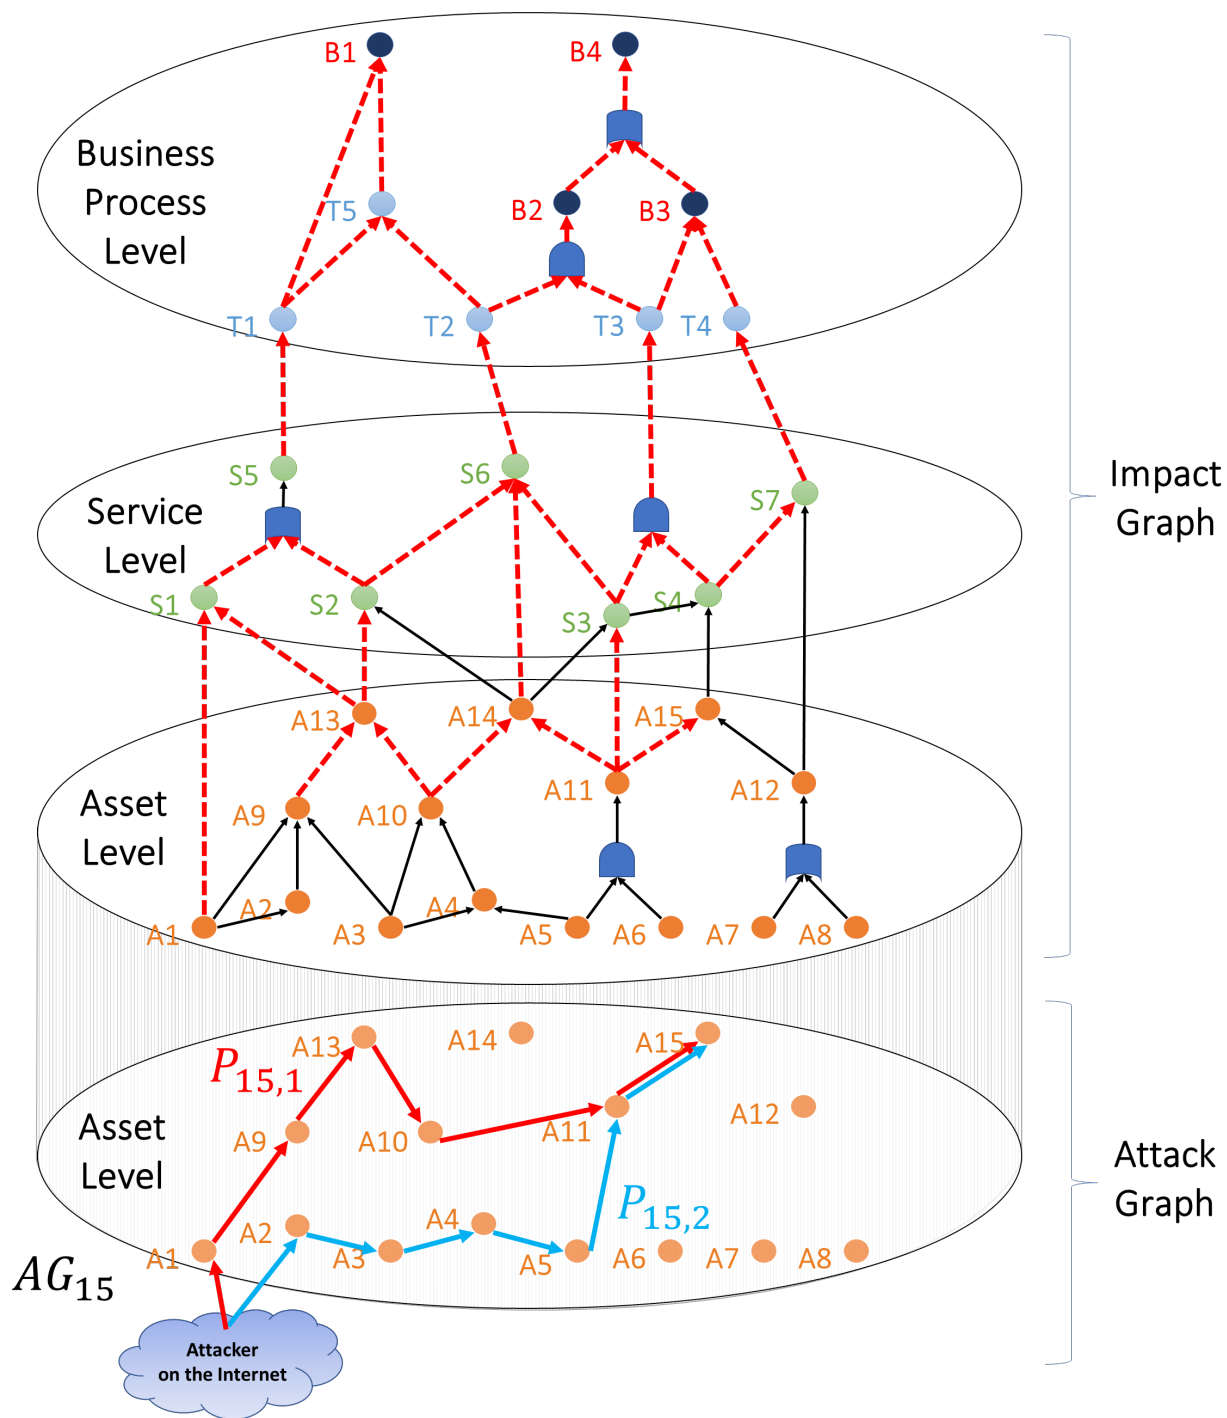 B1
B4
Business
Process
Level
T5
B2
B3
T1
T2
T3
T4
S5
S6
S7
Service
Level
S1
S2
S3
S4
Impact
Graph
A13
A14
A15
Asset
Level
A9
A10
A11
A12
A1
A2
A3
A4
A5
A6
A7
A8
A13
A14
A15
P15,1
Asset
Level
A9
A10
A11
A12
P15,2
A1
A2
A3
A4
A5
A6
A7
A8
Attack
Graph
AG15
Attacker
on the Internet